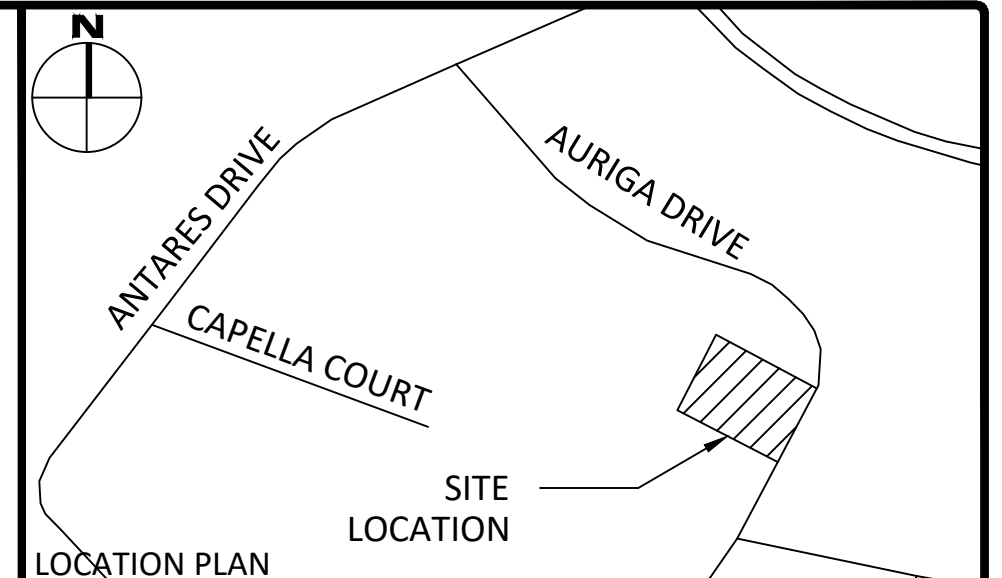 N
ANTARES DRIVE
AURIGA DRIVE
CAPELLA COURT
SITE
LOCATION
LOCATION PLAN